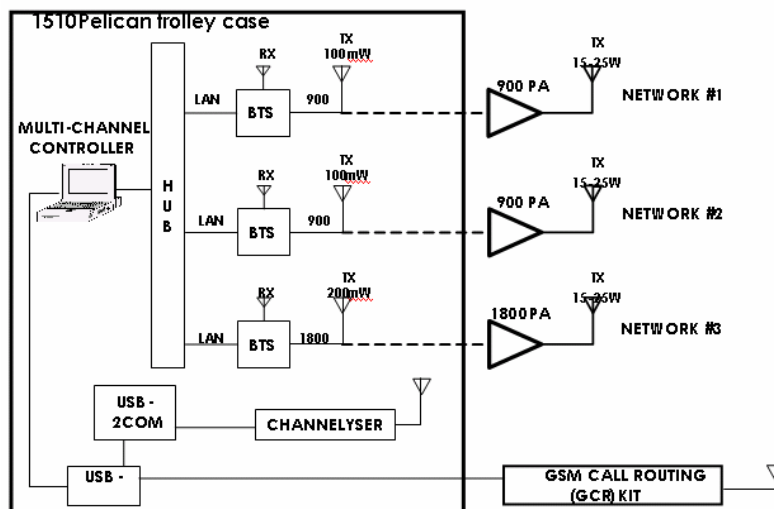 1510Pelican trolley case
RX
TX
100mW
TX
15-25W
LAN
BTS
900
900 PA
NETWORK #1
MULTI-CHANNEL
CONTROLLER
HUB
RX
TX
100mW
TX
15-25W
LAN
BTS
900
900 PA
NETWORK #2
RX
TX
200mW
TX
15-25W
LAN
BTS
1800
1800 PA
NETWORK #3
USB -
2COM
CHANNELYSER
USB -
GSM CALL ROUTING
(GCR) KIT